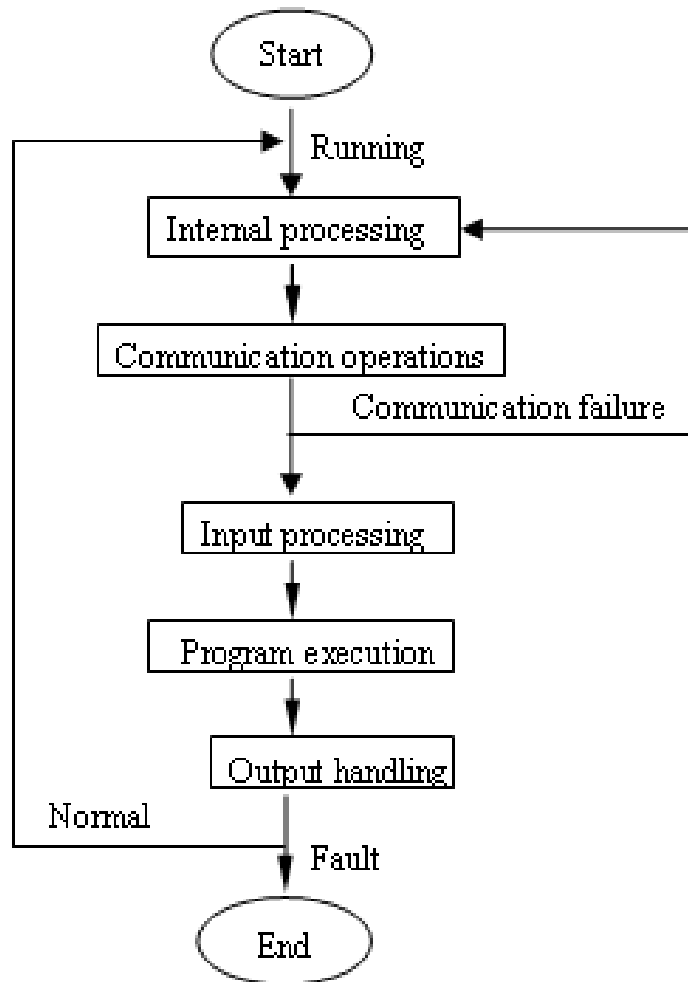 Start
Running
Internal processing
Communication operations
Communication failure
Input processing
Program execution
Output handling
Normal
Fault
End